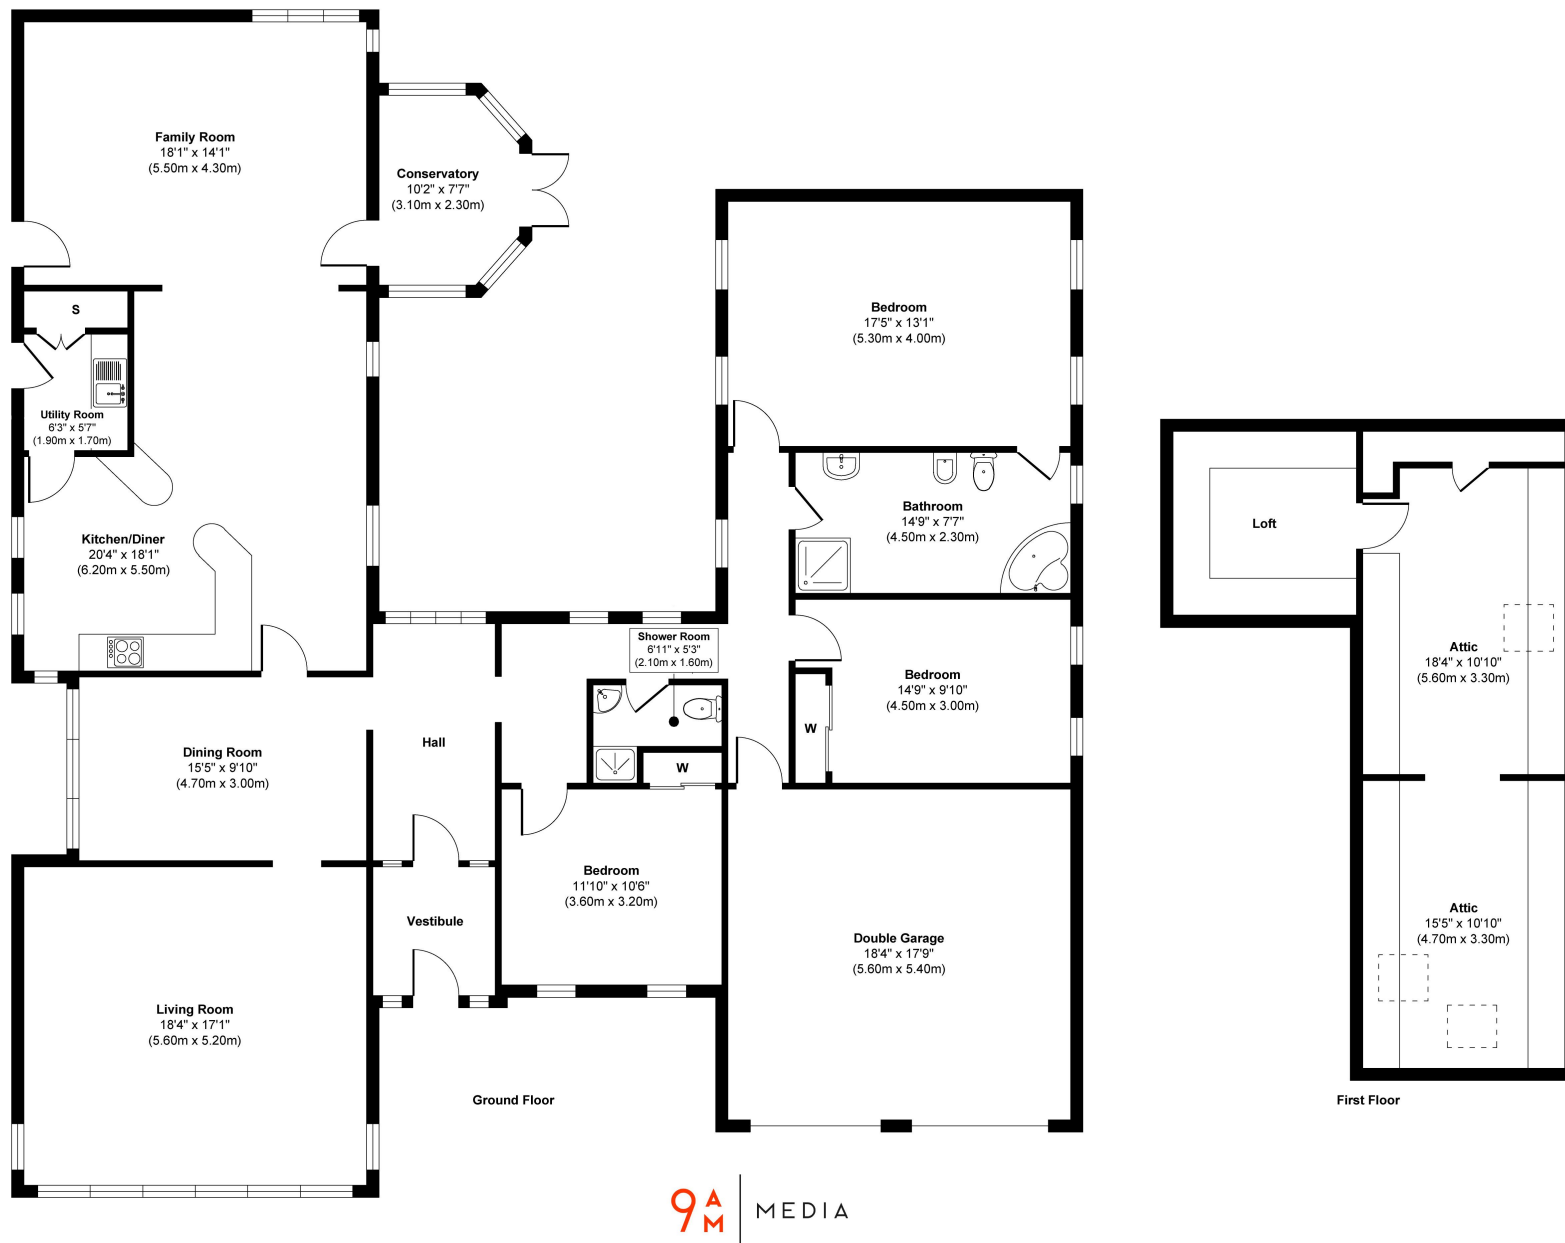 Family Room
18'1" x 14'1"
(5.50m x 4.30m)
Conservatory
10'2" x 7'7"
(3.10m x 2.30m)
S
Utility Room
6'3" x 5'7"
(1.90m x 1.70m)
Kitchen/Diner
20'4" x 18'1"
(6.20m x 5.50m)
Bedroom
17'5" x 13'1"
(5.30m x 4.00m)
Bathroom
14'9" x 7'7"
(4.50m x 2.30m)
Shower Room
6'11" x 5'3"
(2.10m x 1.60m)
Bedroom
14'9" x 9'10"
(4.50m x 3.00m)
W
W
Hall
Dining Room
15'5" x 9'10"
(4.70m x 3.00m)
Bedroom
11'10" x 10'6"
(3.60m x 3.20m)
Vestibule
Double Garage
18'4" x 17'9"
(5.60m x 5.40m)
Living Room
18'4" x 17'1"
(5.60m x 5.20m)
Ground Floor
Loft
Attic
18'4" x 10'10"
(5.60m x 3.30m)
Attic
15'5" x 10'10"
(4.70m x 3.30m)
First Floor
9AM MEDIA